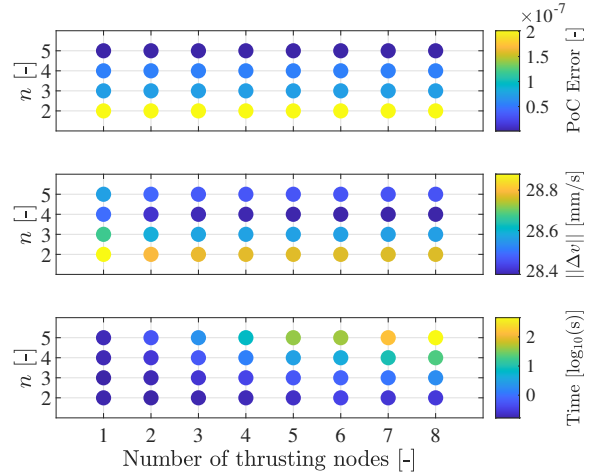 ×10⁻⁷
5
4
3
2
n [-]
2
1.5
1
0.5
PoC Error [-]
5
4
3
2
n [-]
28.8
28.6
28.4
||Δv|| [mm/s]
5
4
3
2
n [-]
2
1
0
Time [log₁₀(s)]
1 2 3 4 5 6 7 8
Number of thrusting nodes [-]